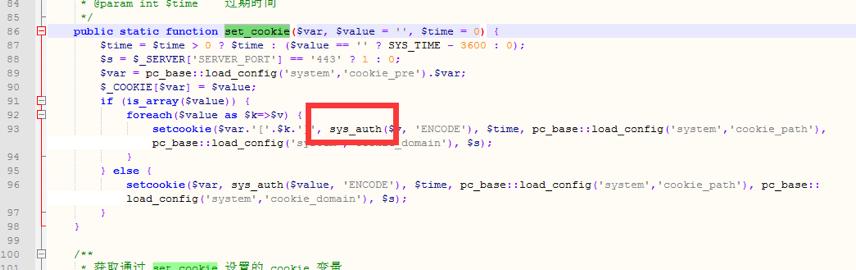 84 * @param int $time 过期时间
85 */
86 public static function set_cookie($var, $value = '', $time = 0) {
87 $time = $time > 0 ? $time : ($value == '' ? SYS_TIME - 3600 : 0);
88 $s = $_SERVER['SERVER_PORT'] == '443' ? 1 : 0;
89 $var = pc_base::load_config('system','cookie_pre').$var;
90 $_COOKIE[$var] = $value;
91 if (is_array($value)) {
92 foreach($value as $k=>$v) {
93 setcookie($var.'['.$k.']', sys_auth($v, 'ENCODE'), $time, pc_base::load_config('system','cookie_path'),
pc_base::load_config('system','cookie_domain'), $s);
94 }
95 } else {
96 setcookie($var, sys_auth($value, 'ENCODE'), $time, pc_base::load_config('system','cookie_path'), pc_base::
load_config('system','cookie_domain'), $s);
97 }
98 }
99
100 /**
101 * 获取通过 set_cookie 设置的 cookie 变量